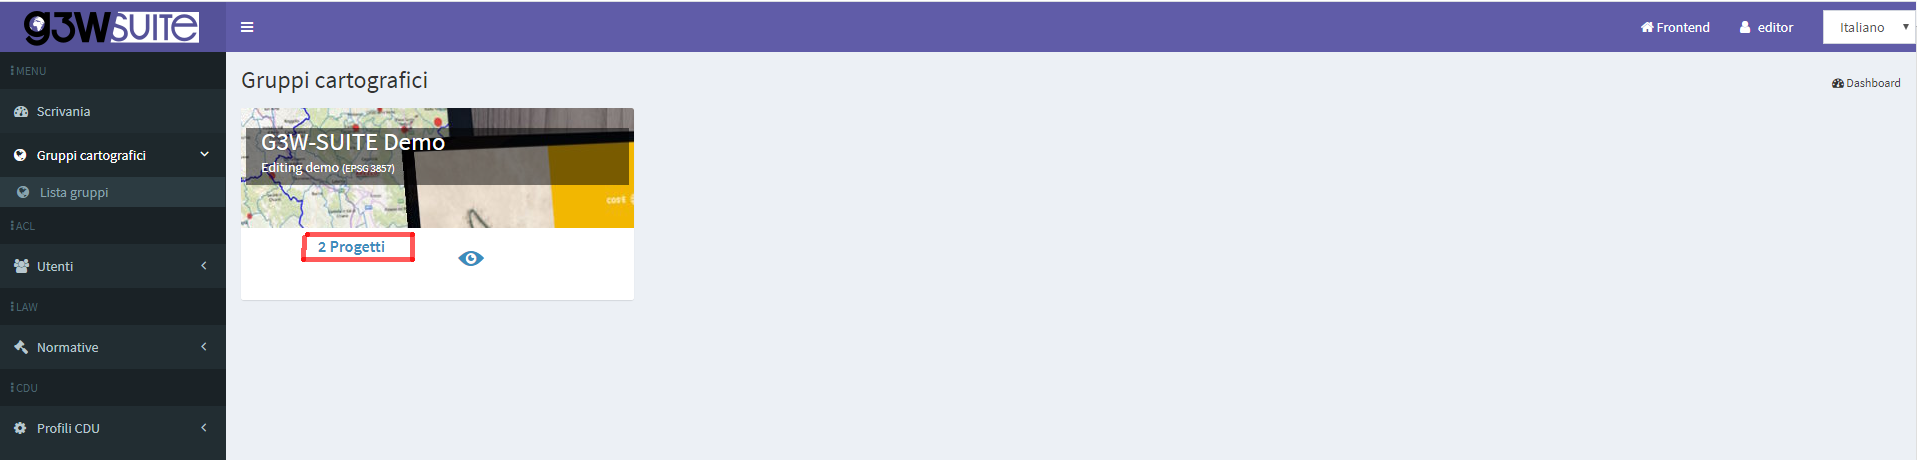 g3wsuite
Frontend
editor
Italiano
MENU
Scrivania
Gruppi cartografici
Lista gruppi
ACL
Utenti
LAW
Normative
CDU
Profili CDU
Gruppi cartografici
Dashboard
G3W-SUITE Demo
Editing demo (EPSG 3857)
2 Progetti